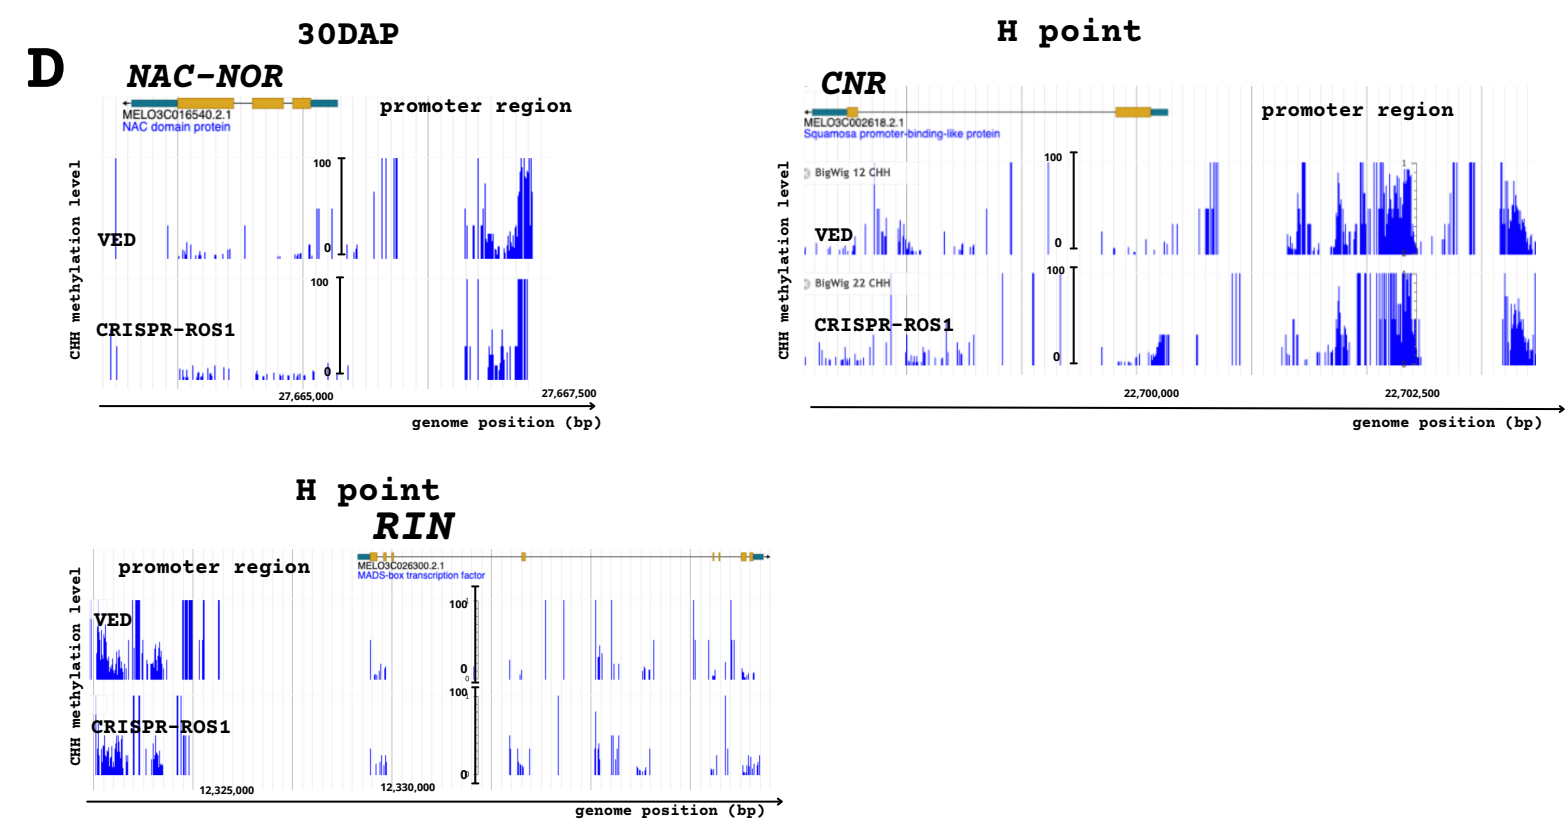 D
30DAP
NAC-NOR
MELO3C016540.2.1
NAC domain protein
promoter region
CHH methylation level
100
VED
0
100
CRISPR-ROS1
0
27,665,000
27,667,500
genome position (bp)
H point
CNR
MELO3C002618.2.1
Squamosa promoter-binding-like protein
promoter region
CHH methylation level
BigWig 12 CHH
100
1
VED
0
BigWig 22 CHH
100
CRISPR-ROS1
0
22,700,000
22,702,500
genome position (bp)
H point
RIN
promoter region
MELO3C026300.2.1
MADS-box transcription factor
CHH methylation level
VED
100
0
0
100
CRISPR-ROS1
0
12,325,000
12,330,000
genome position (bp)